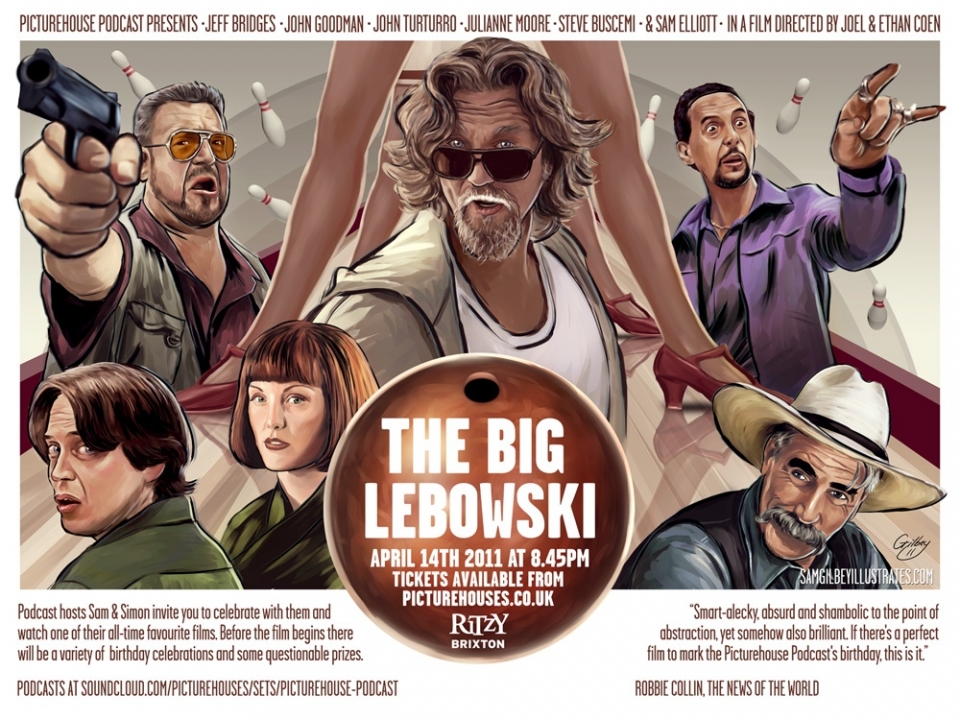 PICTUREHOUSE PODCAST PRESENTS · JEFF BRIDGES · JOHN GOODMAN · JOHN TURTURRO · JULIANNE MOORE · STEVE BUSCEMI · & SAM ELLIOTT · IN A FILM DIRECTED BY JOEL & ETHAN COEN
THE BIG
LEBOWSKI
APRIL 14TH 2011 AT 8.45PM
TICKETS AVAILABLE FROM
PICTUREHOUSES.CO.UK
RITZY
BRIXTON
Gilbey
11
SAMGILBEYILLUSTRATES.COM
Podcast hosts Sam & Simon invite you to celebrate with them and
watch one of their all-time favourite films. Before the film begins there
will be a variety of birthday celebrations and some questionable prizes.
PODCASTS AT SOUNDCLOUD.COM/PICTUREHOUSES/SETS/PICTUREHOUSE-PODCAST
"Smart-alecky, absurd and shambolic to the point of
abstraction, yet somehow also brilliant. If there's a perfect
film to mark the Picturehouse Podcast's birthday, this is it."
ROBBIE COLLIN, THE NEWS OF THE WORLD